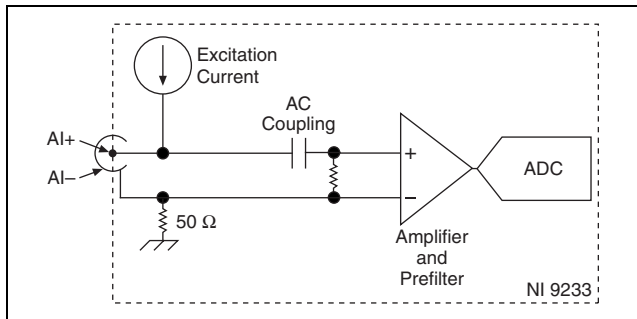 Excitation
Current
AC
Coupling
AI+
AI–
+
–
ADC
50 Ω
Amplifier
and
Prefilter
NI 9233